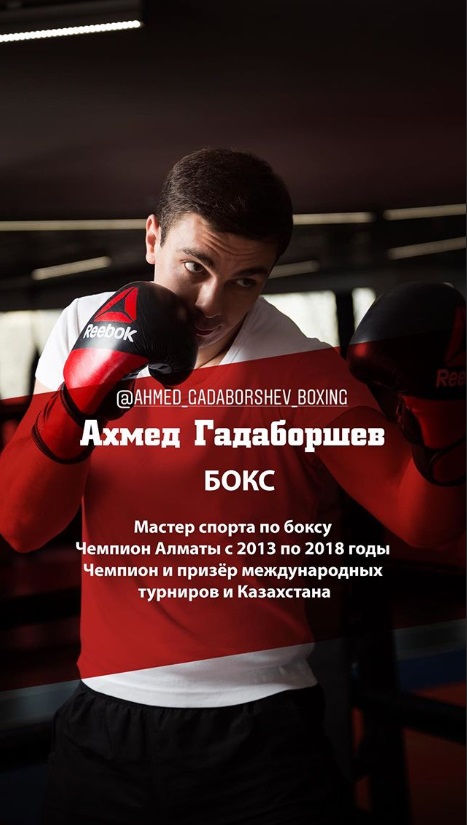 Reebok
@AHMED_GADABORSHEV_BOXING
Ахмед Гадаборшев
БОКС
Мастер спорта по боксу
Чемпион Алматы с 2013 по 2018 годы
Чемпион и призёр международных
турниров и Казахстана